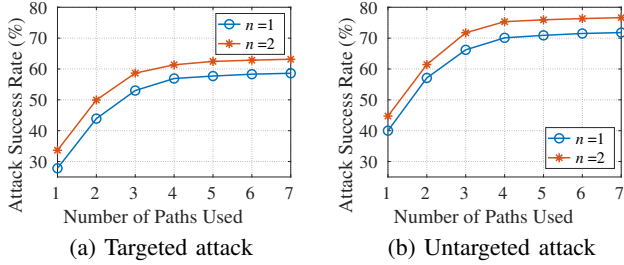 Attack Success Rate (%)
80
70
60
50
40
30
n =1
n =2
1 2 3 4 5 6 7
Number of Paths Used
(a) Targeted attack
Attack Success Rate (%)
80
70
60
50
40
30
n =1
n =2
1 2 3 4 5 6 7
Number of Paths Used
(b) Untargeted attack